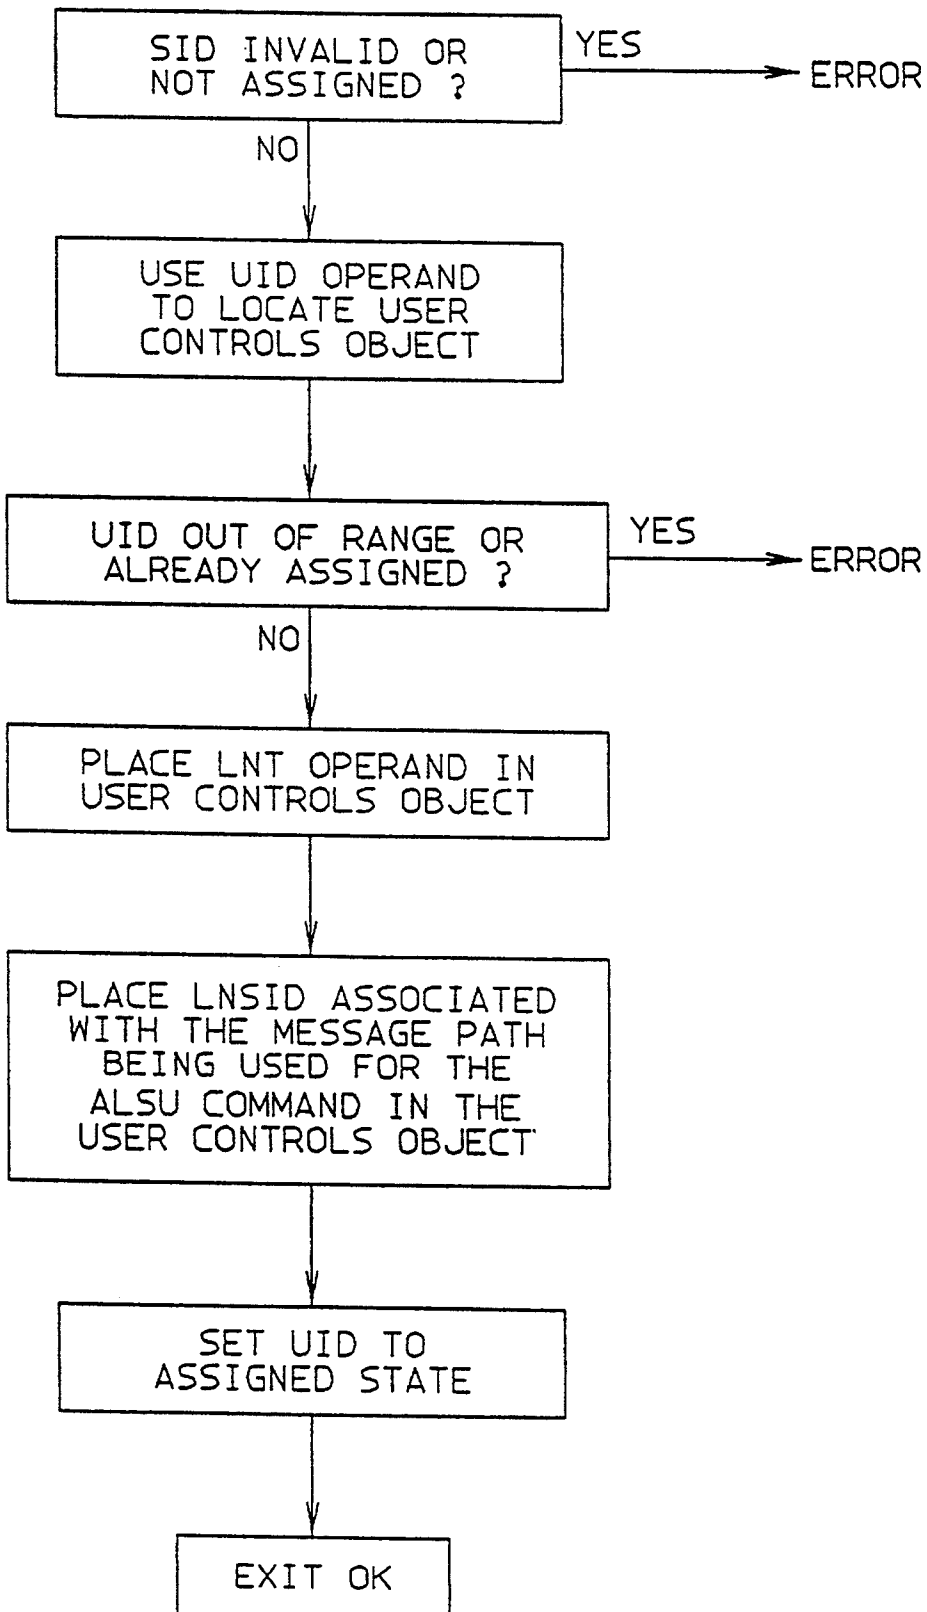 SID INVALID OR
NOT ASSIGNED ?
YES
ERROR
NO
USE UID OPERAND
TO LOCATE USER
CONTROLS OBJECT
UID OUT OF RANGE OR
ALREADY ASSIGNED ?
YES
ERROR
NO
PLACE LNT OPERAND IN
USER CONTROLS OBJECT
PLACE LNSID ASSOCIATED
WITH THE MESSAGE PATH
BEING USED FOR THE
ALSU COMMAND IN THE
USER CONTROLS OBJECT
SET UID TO
ASSIGNED STATE
EXIT OK